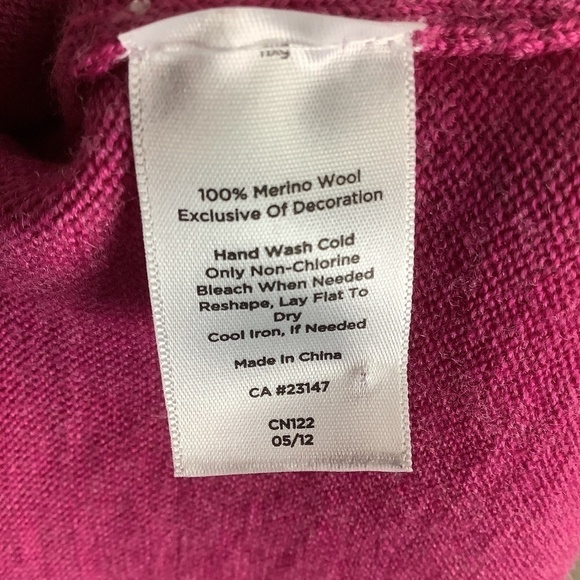 100% Merino Wool
Exclusive Of Decoration
Hand Wash Cold
Only Non-Chlorine
Bleach When Needed
Reshape, Lay Flat To
Dry
Cool Iron, If Needed
Made In China
CA #23147
CN122
05/12